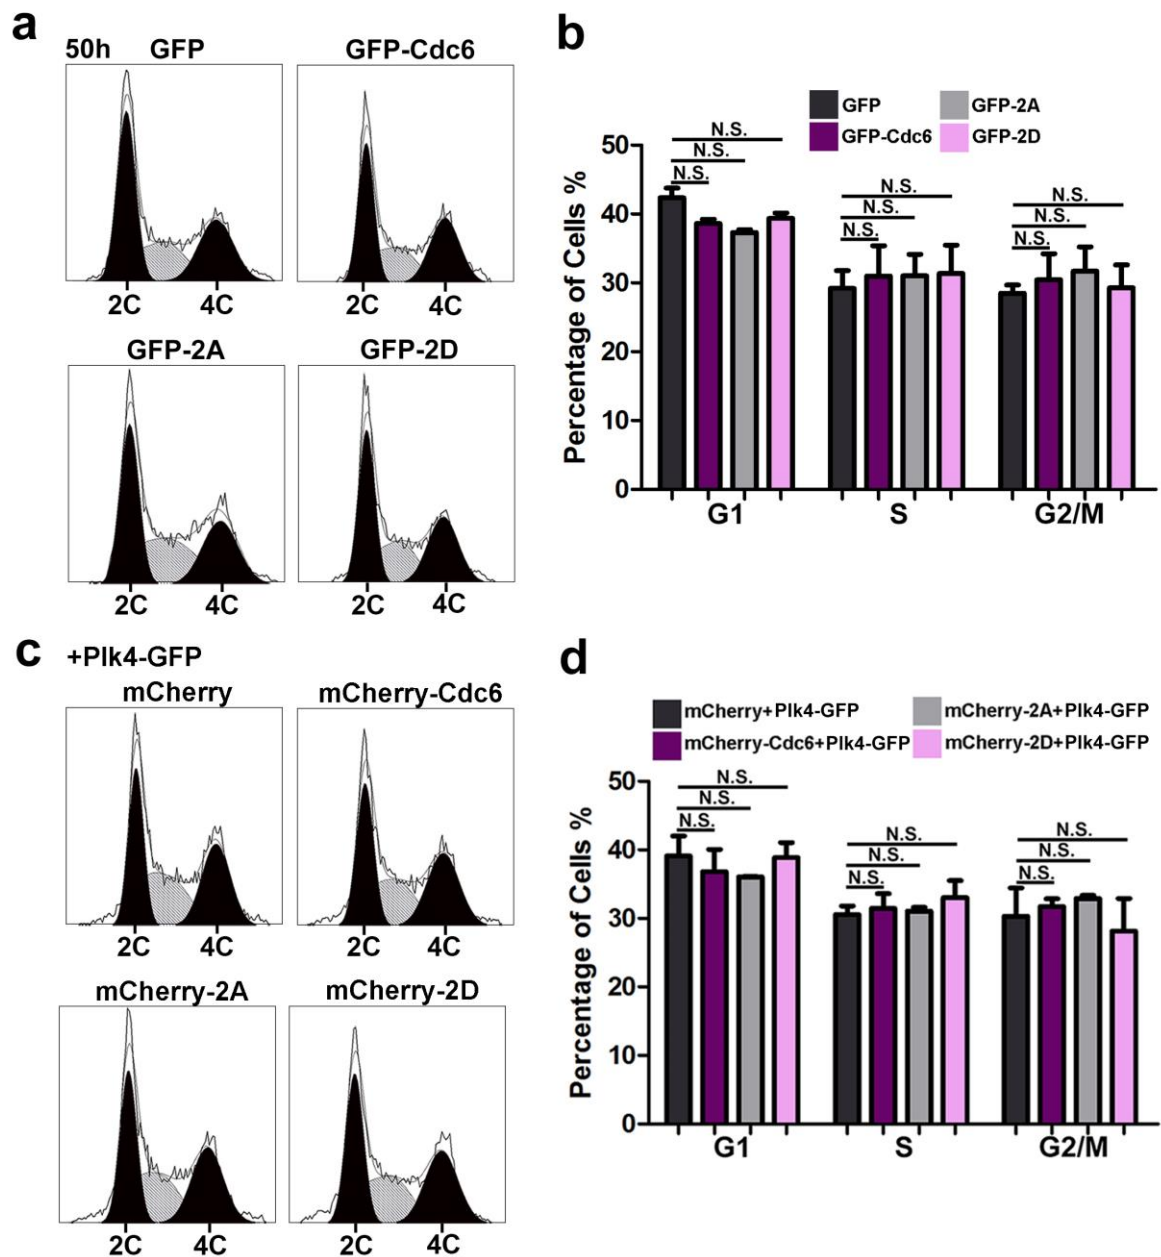 a
50h GFP
GFP-Cdc6
2C 4C
2C 4C
GFP-2A
GFP-2D
2C 4C
2C 4C
b
GFP
GFP-2A
GFP-Cdc6
GFP-2D
Percentage of Cells %
50
40
30
20
10
0
N.S.
N.S.
N.S.
N.S.
N.S.
N.S.
N.S.
N.S.
N.S.
G1
S
G2/M
c
+Plk4-GFP
mCherry
mCherry-Cdc6
2C 4C
2C 4C
mCherry-2A
mCherry-2D
2C 4C
2C 4C
d
mCherry+Plk4-GFP
mCherry-2A+Plk4-GFP
mCherry-Cdc6+Plk4-GFP
mCherry-2D+Plk4-GFP
Percentage of Cells %
50
40
30
20
10
0
N.S.
N.S.
N.S.
N.S.
N.S.
N.S.
N.S.
N.S.
N.S.
G1
S
G2/M